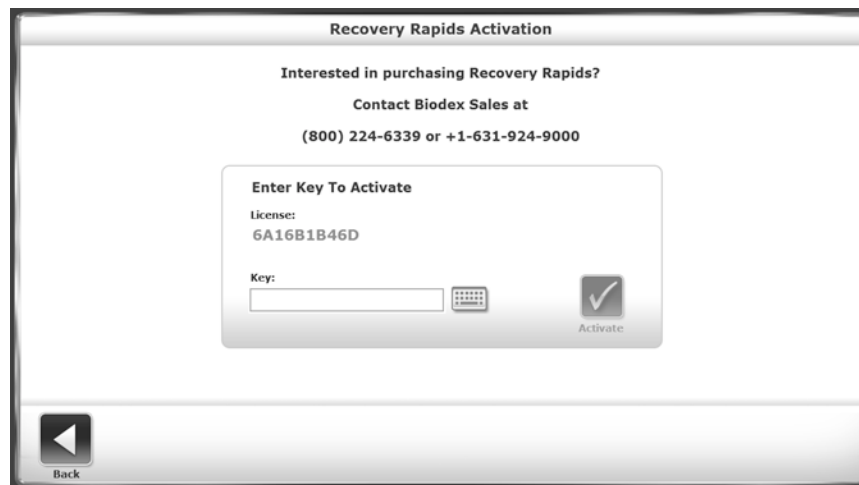 Recovery Rapids Activation
Interested in purchasing Recovery Rapids?
Contact Biodex Sales at
(800) 224-6339 or +1-631-924-9000
Enter Key To Activate
License:
6A16B1B46D
Key:
Activate
Back